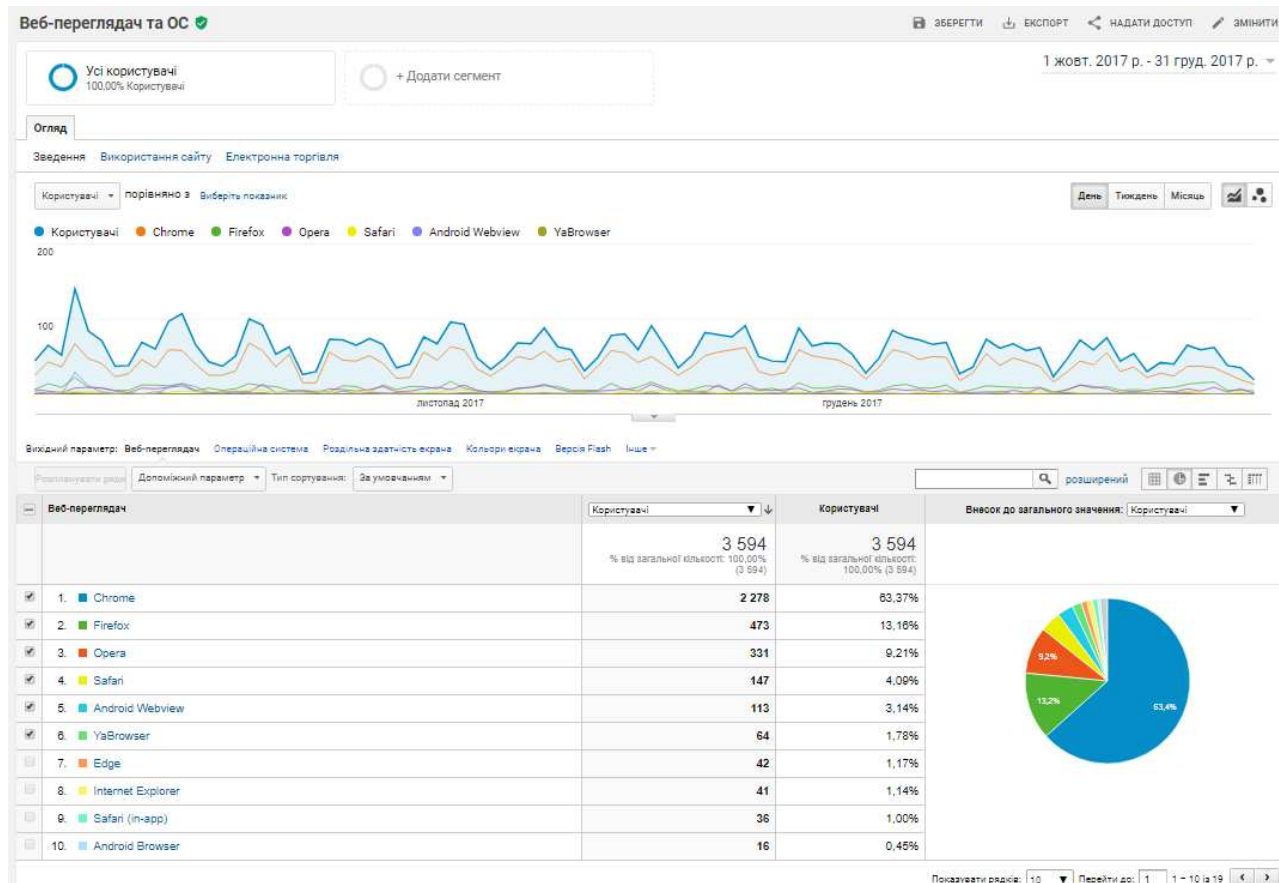 Веб-переглядач та ОС
ЗБЕРЕГТИ ЕКСПОРТ НАДАТИ ДОСТУП ЗМІНИТИ
Усі користувачі
100,00% Користувачі
+ Додати сегмент
1 жовт. 2017 р. - 31 груд. 2017 р.
Огляд
Зведення Використання сайту Електронна торгівля
Користувачі порівняно з Виберіть показник
День Тиждень Місяць
Користувачі Chrome Firefox Opera Safari Android Webview YaBrowser
200
100
листопад 2017 грудень 2017
Вихідний параметр: Веб-переглядач Операційна система Роздільна здатність екрана Кольори екрана Версія Flash Інше
Розпланувати ряди Допоміжний параметр Тип сортування: За умовчанням розширений
Веб-переглядач Користувачі Користувачі Внесок до загального значення: Користувачі
3 594 3 594
% від загальної кількості: 100,00% (3 594) % від загальної кількості: 100,00% (3 594)
1. Chrome 2 278 63,37%
2. Firefox 473 13,16%
3. Opera 331 9,21%
4. Safari 147 4,09%
5. Android Webview 113 3,14%
6. YaBrowser 64 1,78%
7. Edge 42 1,17%
8. Internet Explorer 41 1,14%
9. Safari (in-app) 36 1,00%
10. Android Browser 16 0,45%
9,2%
13,2%
63,4%
Показувати рядків: 10 Перейти до: 1 1 – 10 із 19